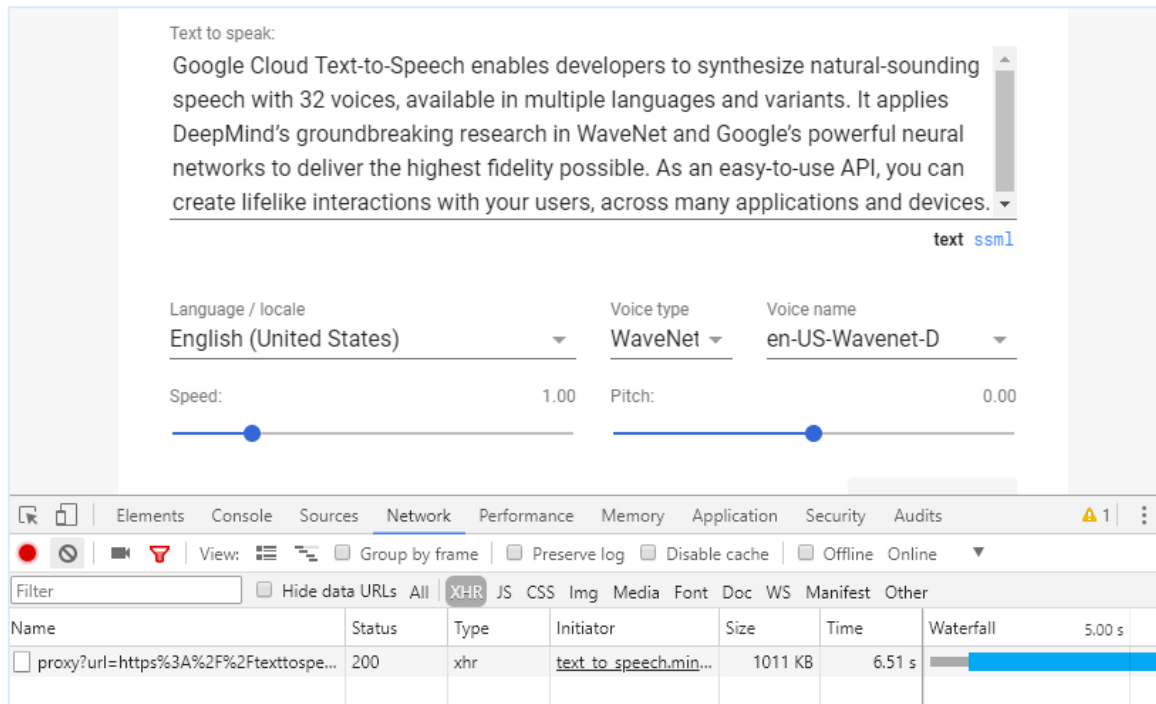 Text to speak:
Google Cloud Text-to-Speech enables developers to synthesize natural-sounding
speech with 32 voices, available in multiple languages and variants. It applies
DeepMind’s groundbreaking research in WaveNet and Google’s powerful neural
networks to deliver the highest fidelity possible. As an easy-to-use API, you can
create lifelike interactions with your users, across many applications and devices.
text ssml
Language / locale Voice type Voice name
English (United States) WaveNet en-US-Wavenet-D
Speed: 1.00 Pitch: 0.00
Elements Console Sources Network Performance Memory Application Security Audits 1
View: Group by frame Preserve log Disable cache Offline Online
Filter Hide data URLs All XHR JS CSS Img Media Font Doc WS Manifest Other
Name Status Type Initiator Size Time Waterfall 5.00 s
proxy?url=https%3A%2F%2Ftexttospe... 200 xhr text_to_speech.min... 1011 KB 6.51 s